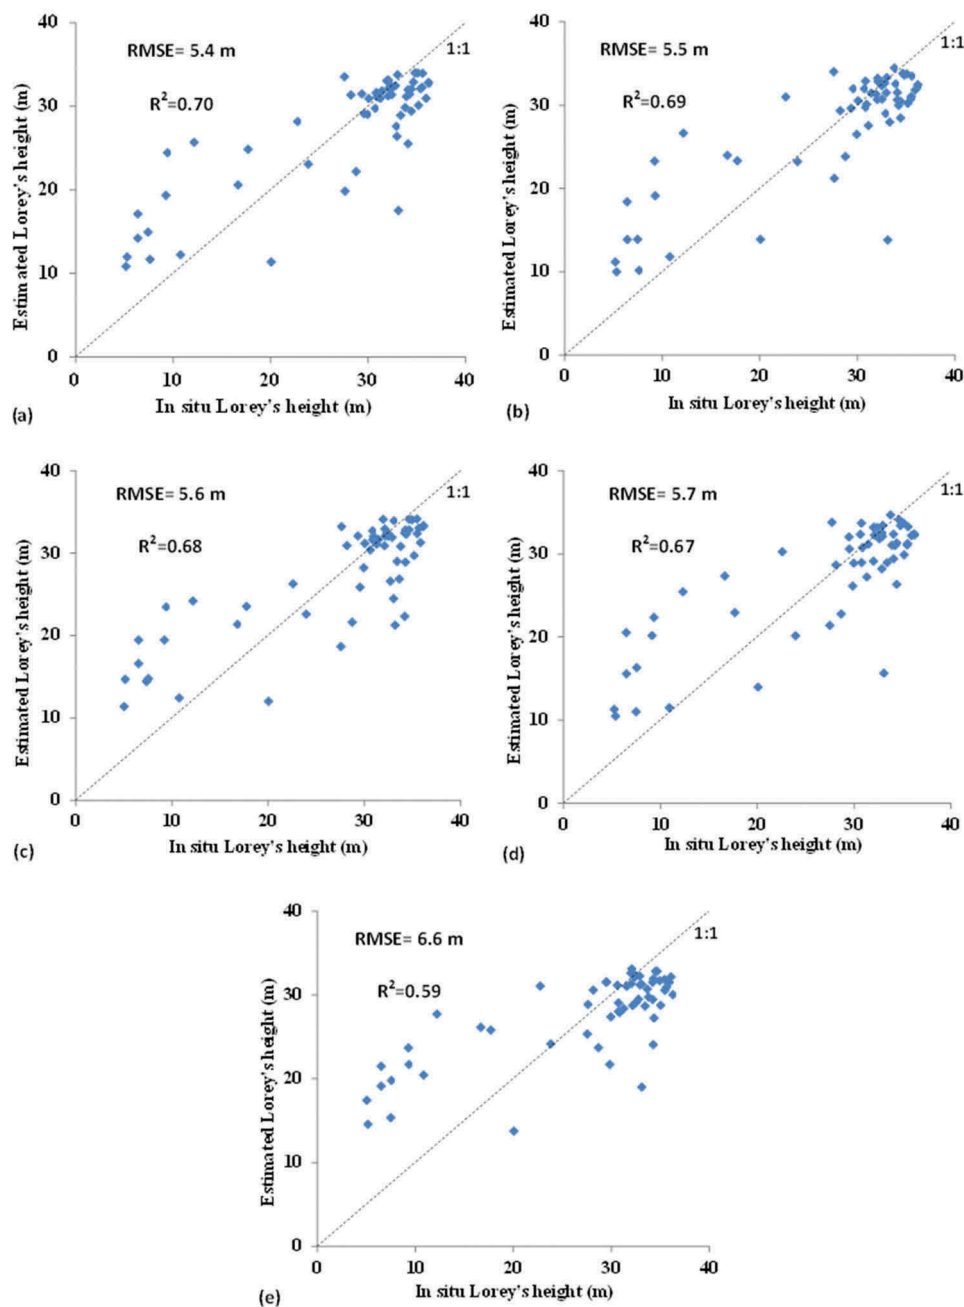 RMSE= 5.4 m
R²=0.70
1:1
Estimated Lorey's height (m)
40
30
20
10
0
0 10 20 30 40
In situ Lorey's height (m)
(a)
RMSE= 5.5 m
R²=0.69
1:1
Estimated Lorey's height (m)
40
30
20
10
0
0 10 20 30 40
In situ Lorey's height (m)
(b)
RMSE= 5.6 m
R²=0.68
1:1
Estimated Lorey's height (m)
40
30
20
10
0
0 10 20 30 40
In situ Lorey's height (m)
(c)
RMSE= 5.7 m
R²=0.67
1:1
Estimated Lorey's height (m)
40
30
20
10
0
0 10 20 30 40
In situ Lorey's height (m)
(d)
RMSE= 6.6 m
R²=0.59
1:1
Estimated Lorey's height (m)
40
30
20
10
0
0 10 20 30 40
In situ Lorey's height (m)
(e)